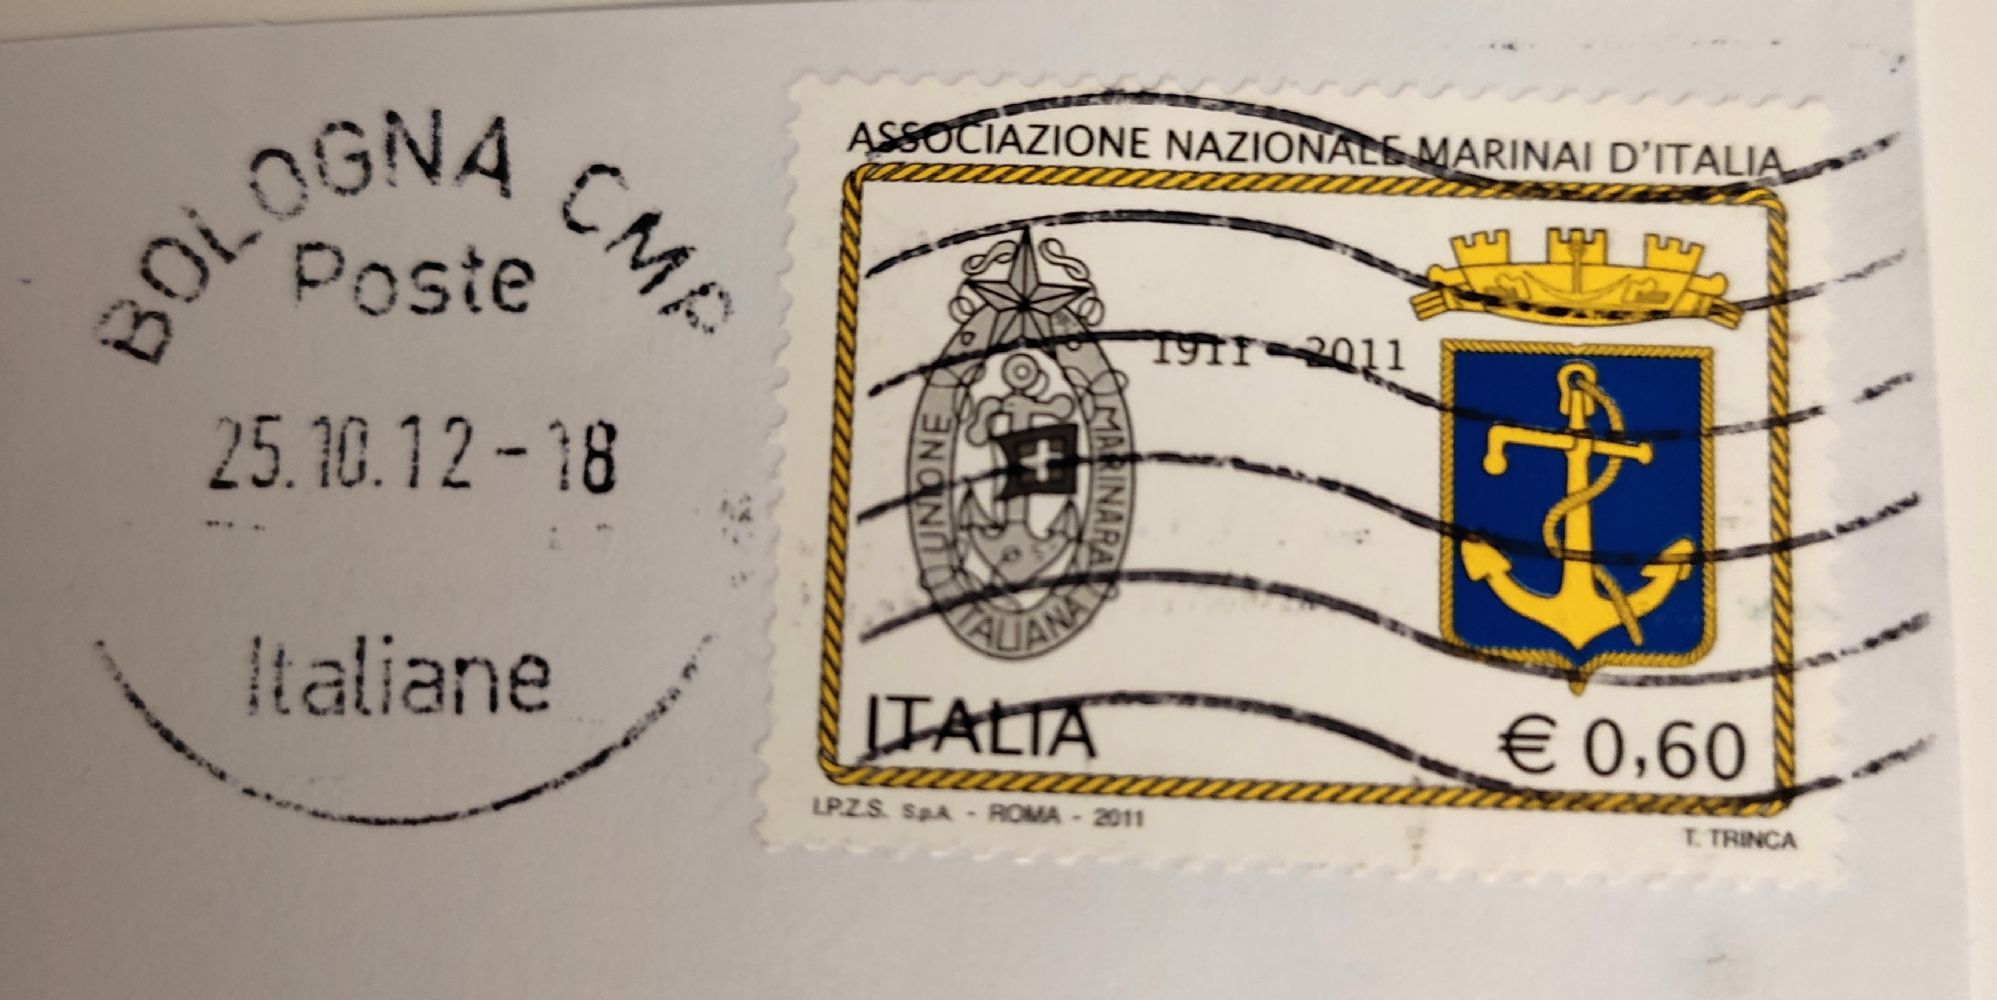 BOLOGNA CMP
Poste
25.10.12-18
Italiane
ASSOCIAZIONE NAZIONALE MARINAI D'ITALIA
1911 - 2011
UNIONE MARINARA ITALIANA
ITALIA
€ 0,60
I.P.Z.S. S.p.A. - ROMA - 2011
T. TRINCA